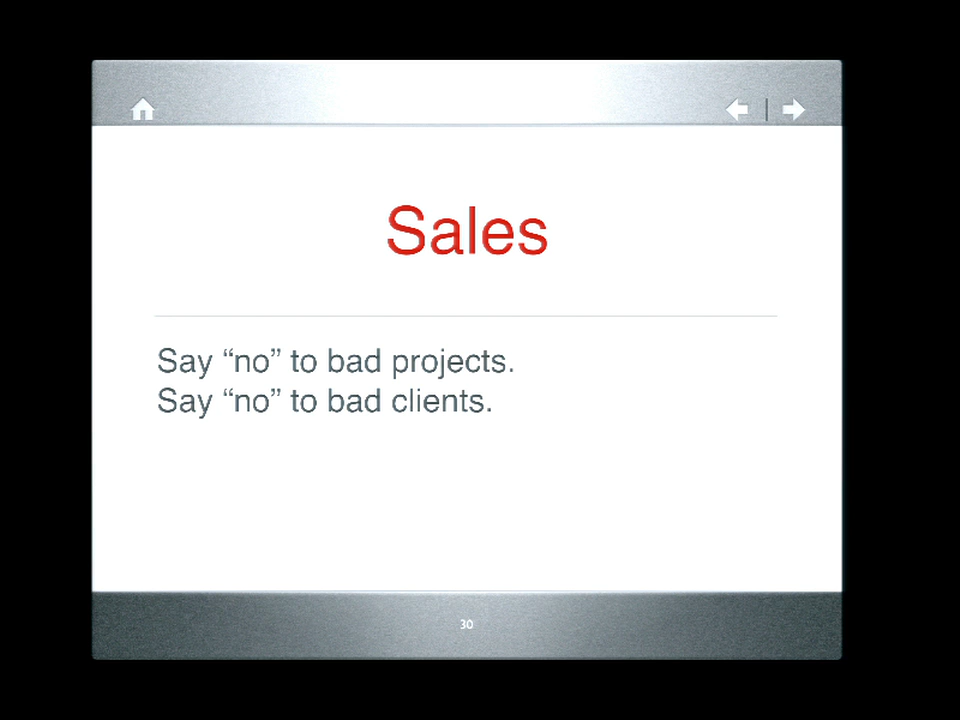 Sales
Say “no” to bad projects.
Say “no” to bad clients.
30